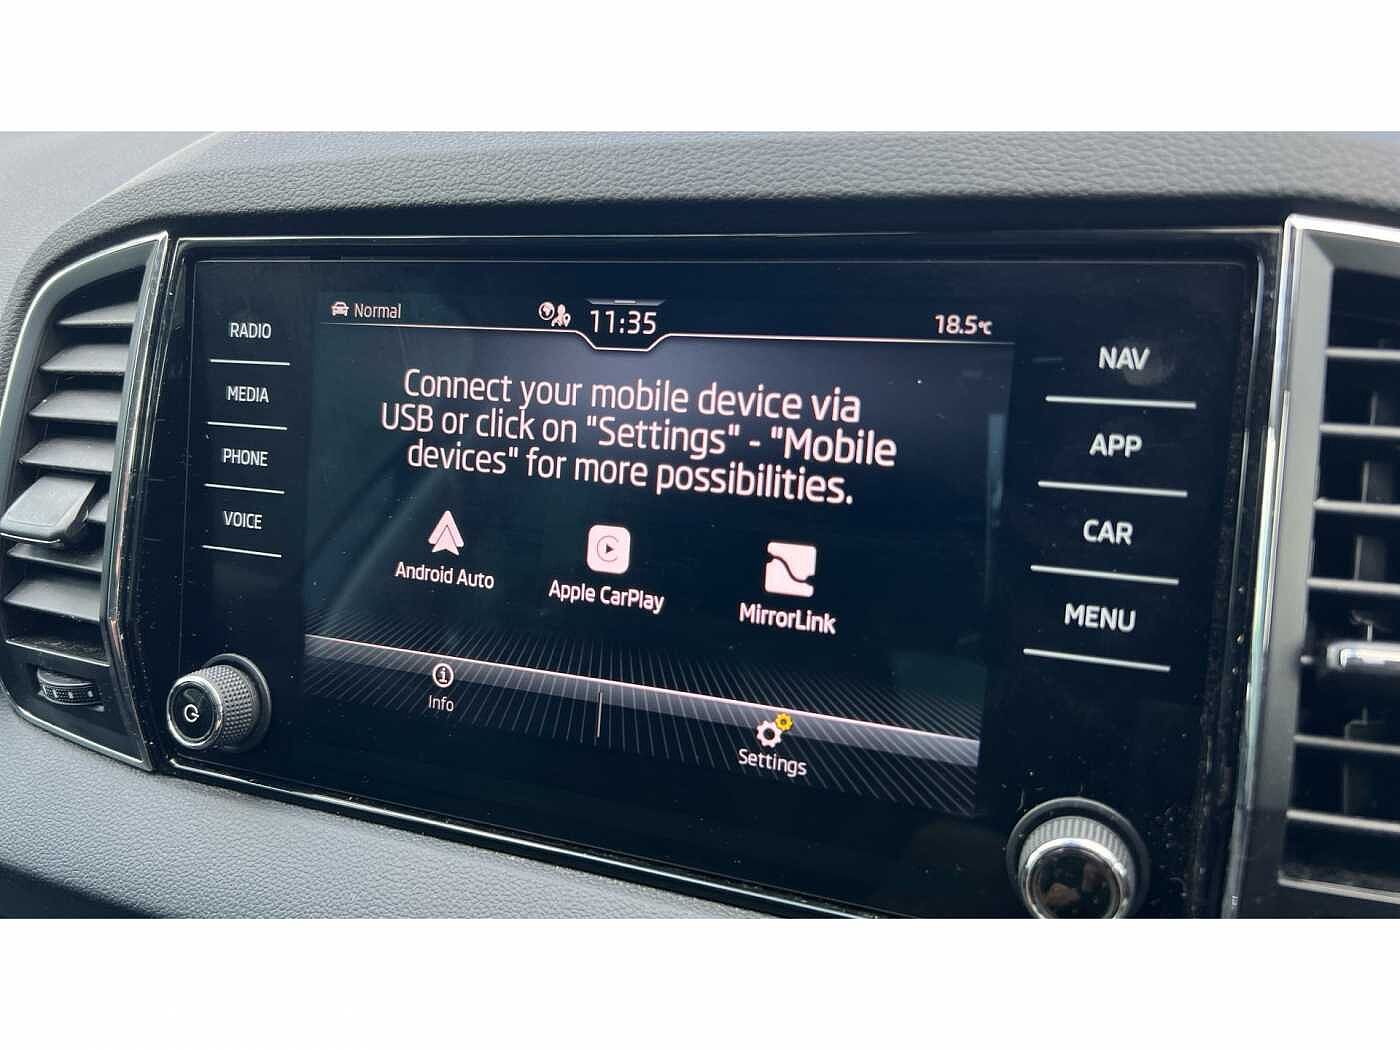 Normal
11:35
18.5°C
RADIO
MEDIA
PHONE
VOICE
Connect your mobile device via
USB or click on "Settings" - "Mobile
devices" for more possibilities.
Android Auto
Apple CarPlay
MirrorLink
Info
Settings
NAV
APP
CAR
MENU